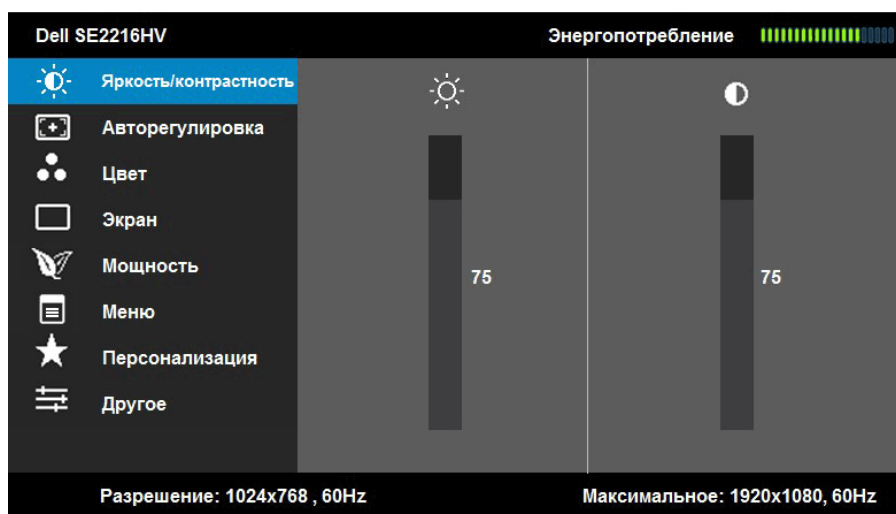 Dell SE2216HV Энергопотребление
Яркость/контрастность
Авторегулировка
Цвет
Экран
Мощность
75 75
Меню
Персонализация
Другое
Разрешение: 1024x768 , 60Hz Максимальное: 1920x1080, 60Hz